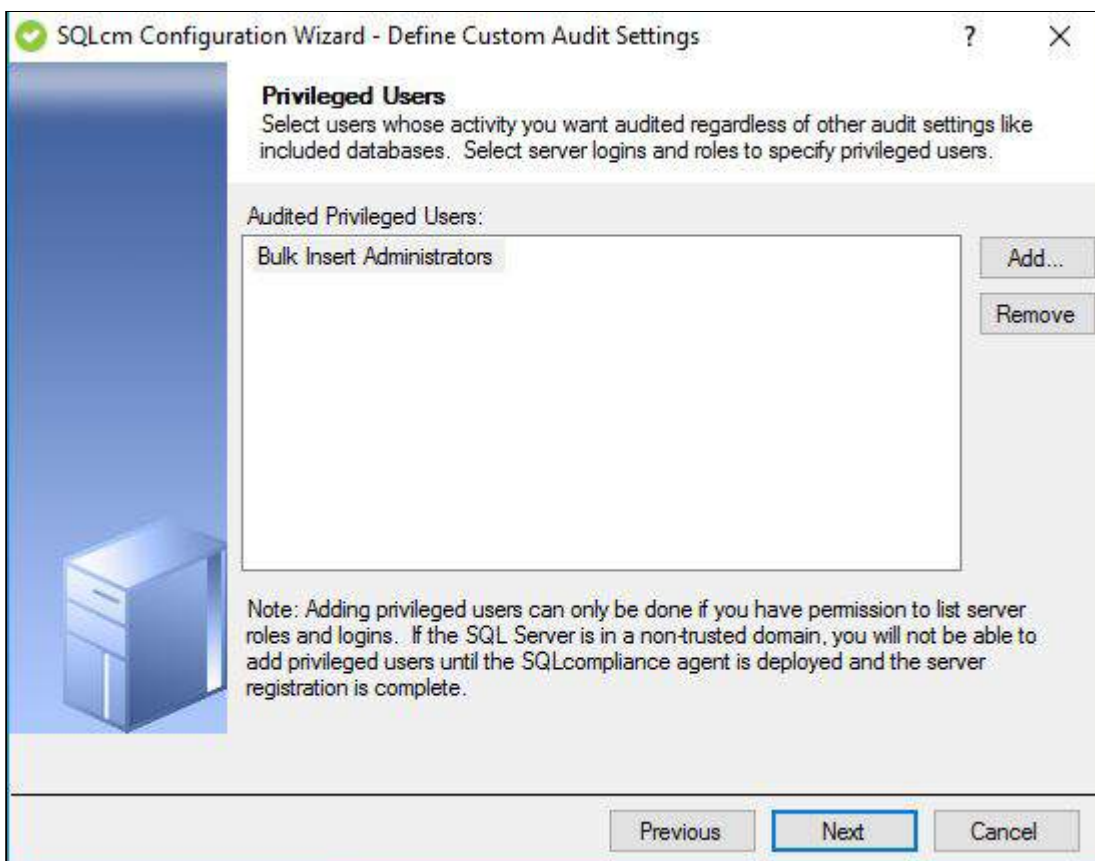 SQLcm Configuration Wizard - Define Custom Audit Settings
?
Privileged Users
Select users whose activity you want audited regardless of other audit settings like
included databases. Select server logins and roles to specify privileged users.
Audited Privileged Users:
Bulk Insert Administrators
Add...
Remove
Note: Adding privileged users can only be done if you have permission to list server
roles and logins. If the SQL Server is in a non-trusted domain, you will not be able to
add privileged users until the SQLcompliance agent is deployed and the server
registration is complete.
Previous
Next
Cancel